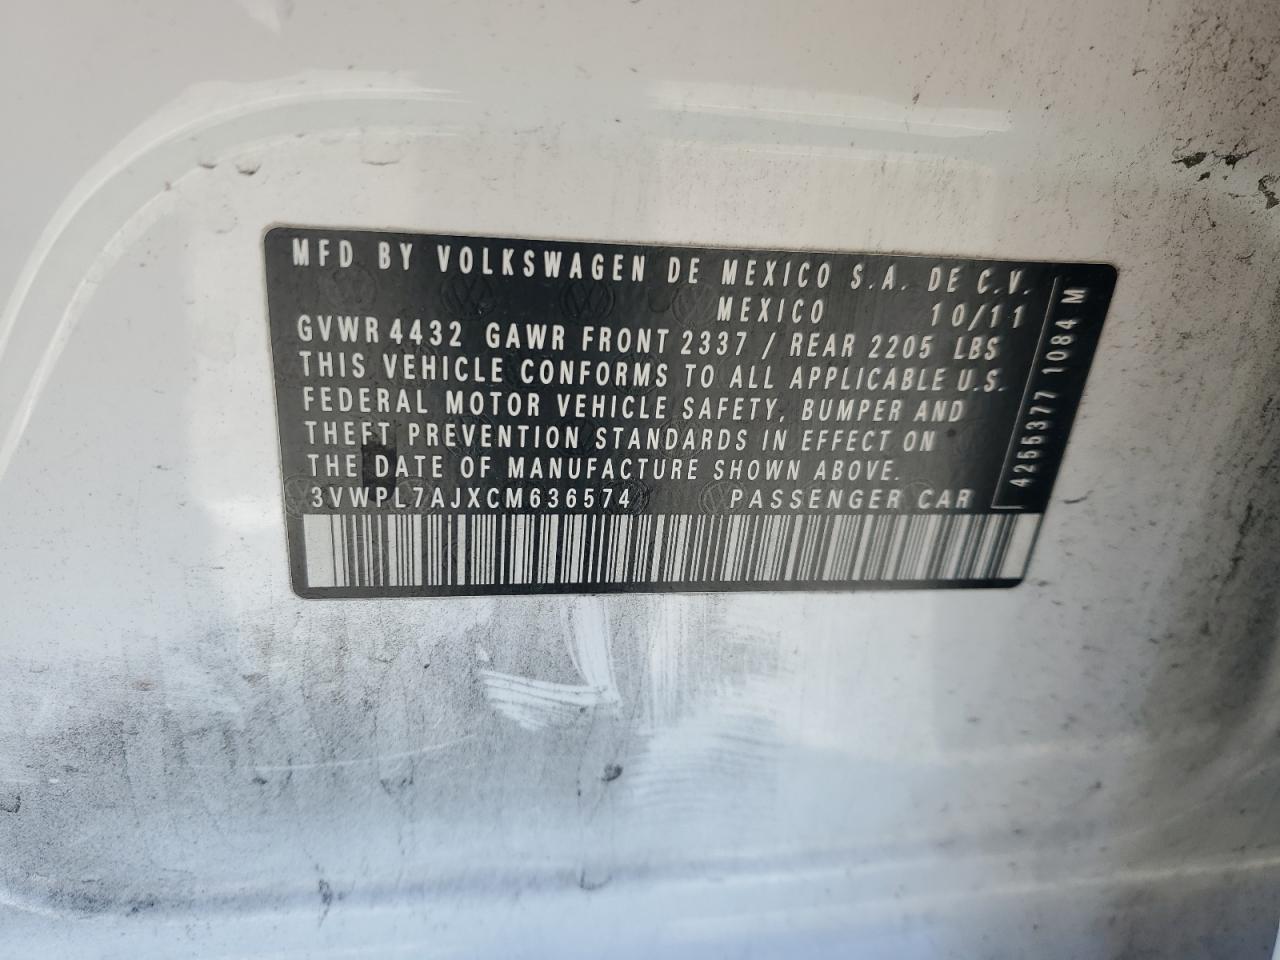 MFD BY VOLKSWAGEN DE MEXICO S.A. DE C.V.
MEXICO 10/11
GVWR 4432 GAWR FRONT 2337 / REAR 2205 LBS
THIS VEHICLE CONFORMS TO ALL APPLICABLE U.S.
FEDERAL MOTOR VEHICLE SAFETY, BUMPER AND
THEFT PREVENTION STANDARDS IN EFFECT ON
THE DATE OF MANUFACTURE SHOWN ABOVE.
3VWPL7AJXCM636574 PASSENGER CAR
4266377 1084 M